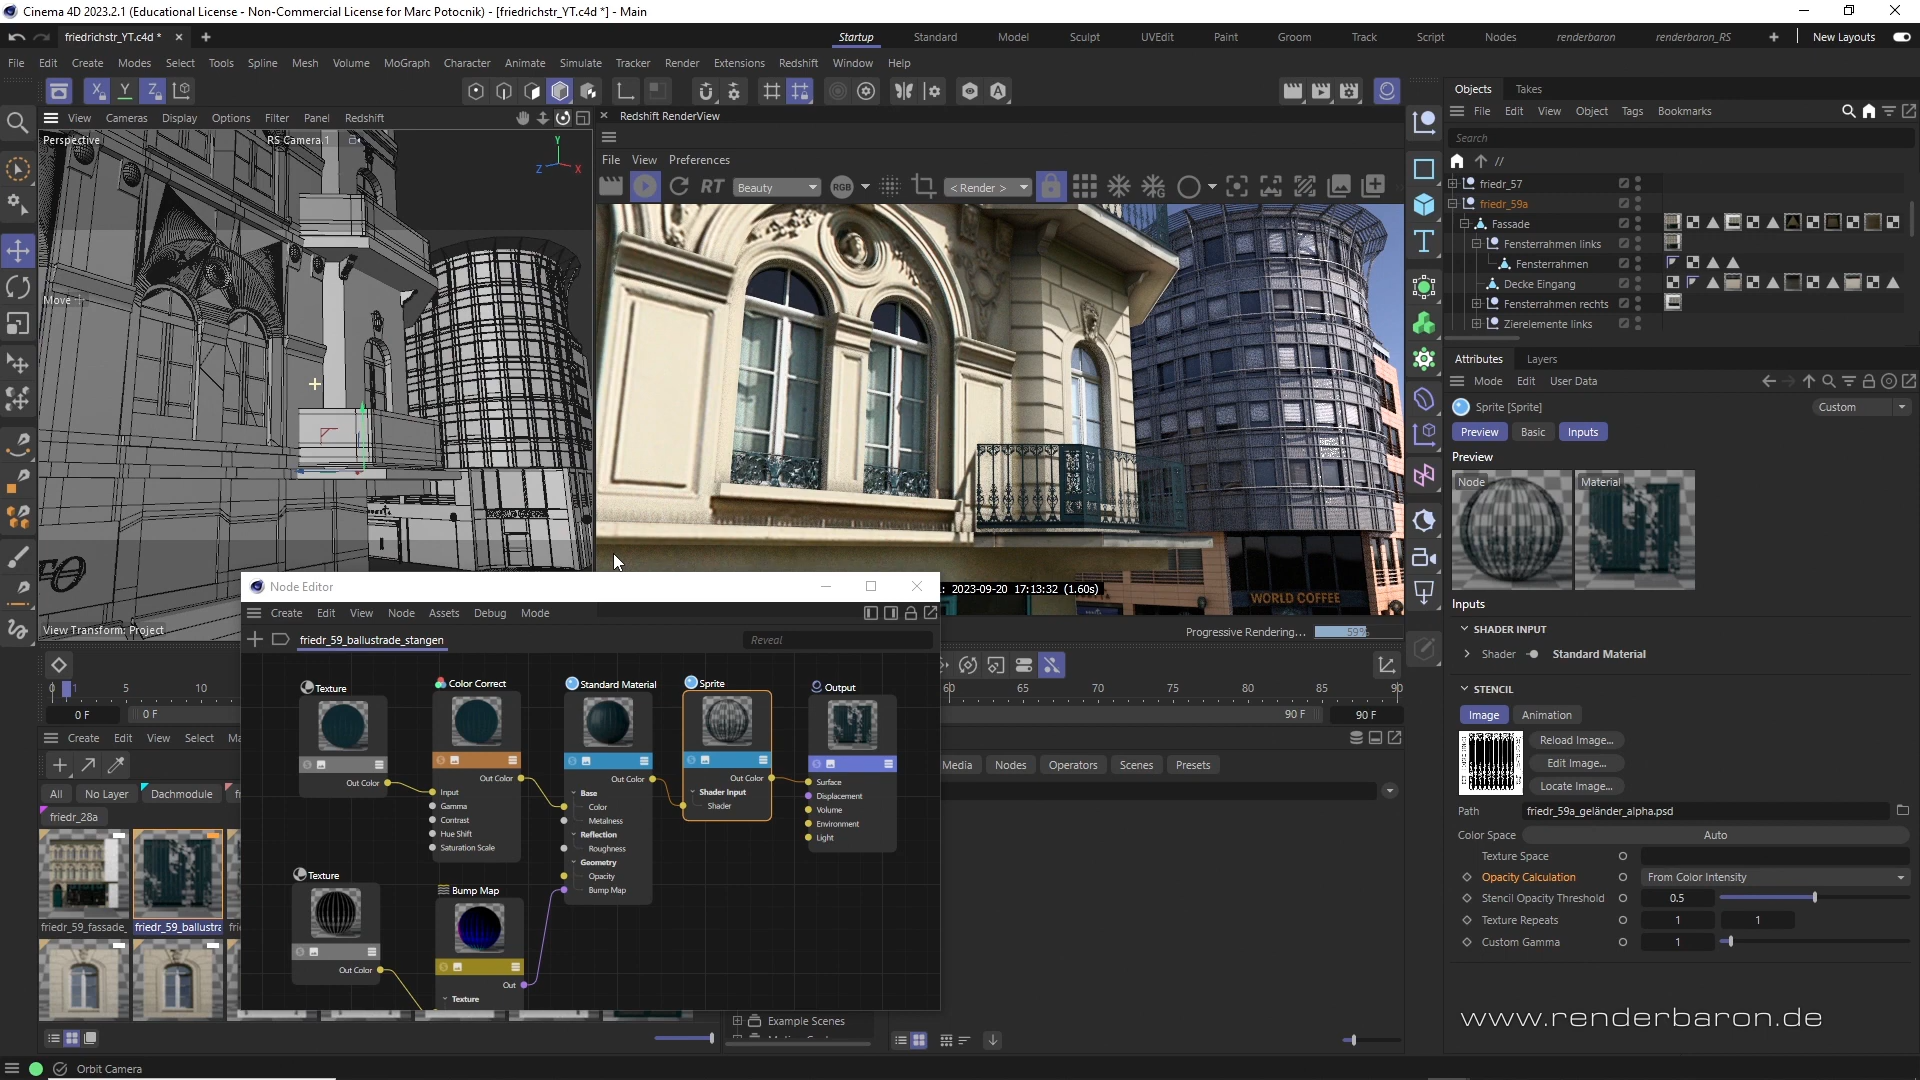 Cinema 4D 2023.2.1 (Educational License - Non-Commercial License for Marc Potocnik) - [friedrichstr_YT.c4d *] - Main
friedrichstr_YT.c4d *
Startup Standard Model Sculpt UVEdit Paint Groom Track Script Nodes renderbaron renderbaron_RS New Layouts
File Edit Create Modes Select Tools Spline Mesh Volume MoGraph Character Animate Simulate Tracker Render Extensions Redshift Window Help
X Y Z
View Cameras Display Options Filter Panel Redshift
Perspective
RS Camera.1
Y
Z X
Move
View Transform: Project
Redshift RenderView
File View Preferences
RT Beauty RGB < Render >
WORLD COFFEE
2023-09-20 17:13:32 (1.60s)
Progressive Rendering... 59%
Objects Takes
File Edit View Object Tags Bookmarks
Search
//
friedr_57
friedr_59a
Fassade
Fensterrahmen links
Fensterrahmen
Decke Eingang
Fensterrahmen rechts
Zierelemente links
Attributes Layers
Mode Edit User Data
Sprite [Sprite] Custom
Preview Basic Inputs
Preview
Node Material
Inputs
SHADER INPUT
Shader Standard Material
STENCIL
Image Animation
Reload Image...
Edit Image...
Locate Image...
Path friedr_59a_geländer_alpha.psd
Color Space Auto
Texture Space
Opacity Calculation From Color Intensity
Stencil Opacity Threshold 0.5
Texture Repeats 1 1
Custom Gamma 1
www.renderbaron.de
Node Editor
Create Edit View Node Assets Debug Mode
friedr_59_ballustrade_stangen
Reveal
Texture
Out Color
Color Correct
Out Color
Input
Gamma
Contrast
Hue Shift
Saturation Scale
Standard Material
Out Color
Base
Color
Metalness
Reflection
Roughness
Geometry
Opacity
Bump Map
Sprite
Out Color
Shader Input
Shader
Output
Surface
Displacement
Volume
Environment
Light
Texture
Out Color
Bump Map
Out
Texture
0 1 5 10
60 65 70 75 80 85 90
0 F 0 F
90 F 90 F
Create Edit View Select
All No Layer Dachmodule
friedr_28a
friedr_59_fassade_ friedr_59_ballustra
Media Nodes Operators Scenes Presets
Example Scenes
Orbit Camera